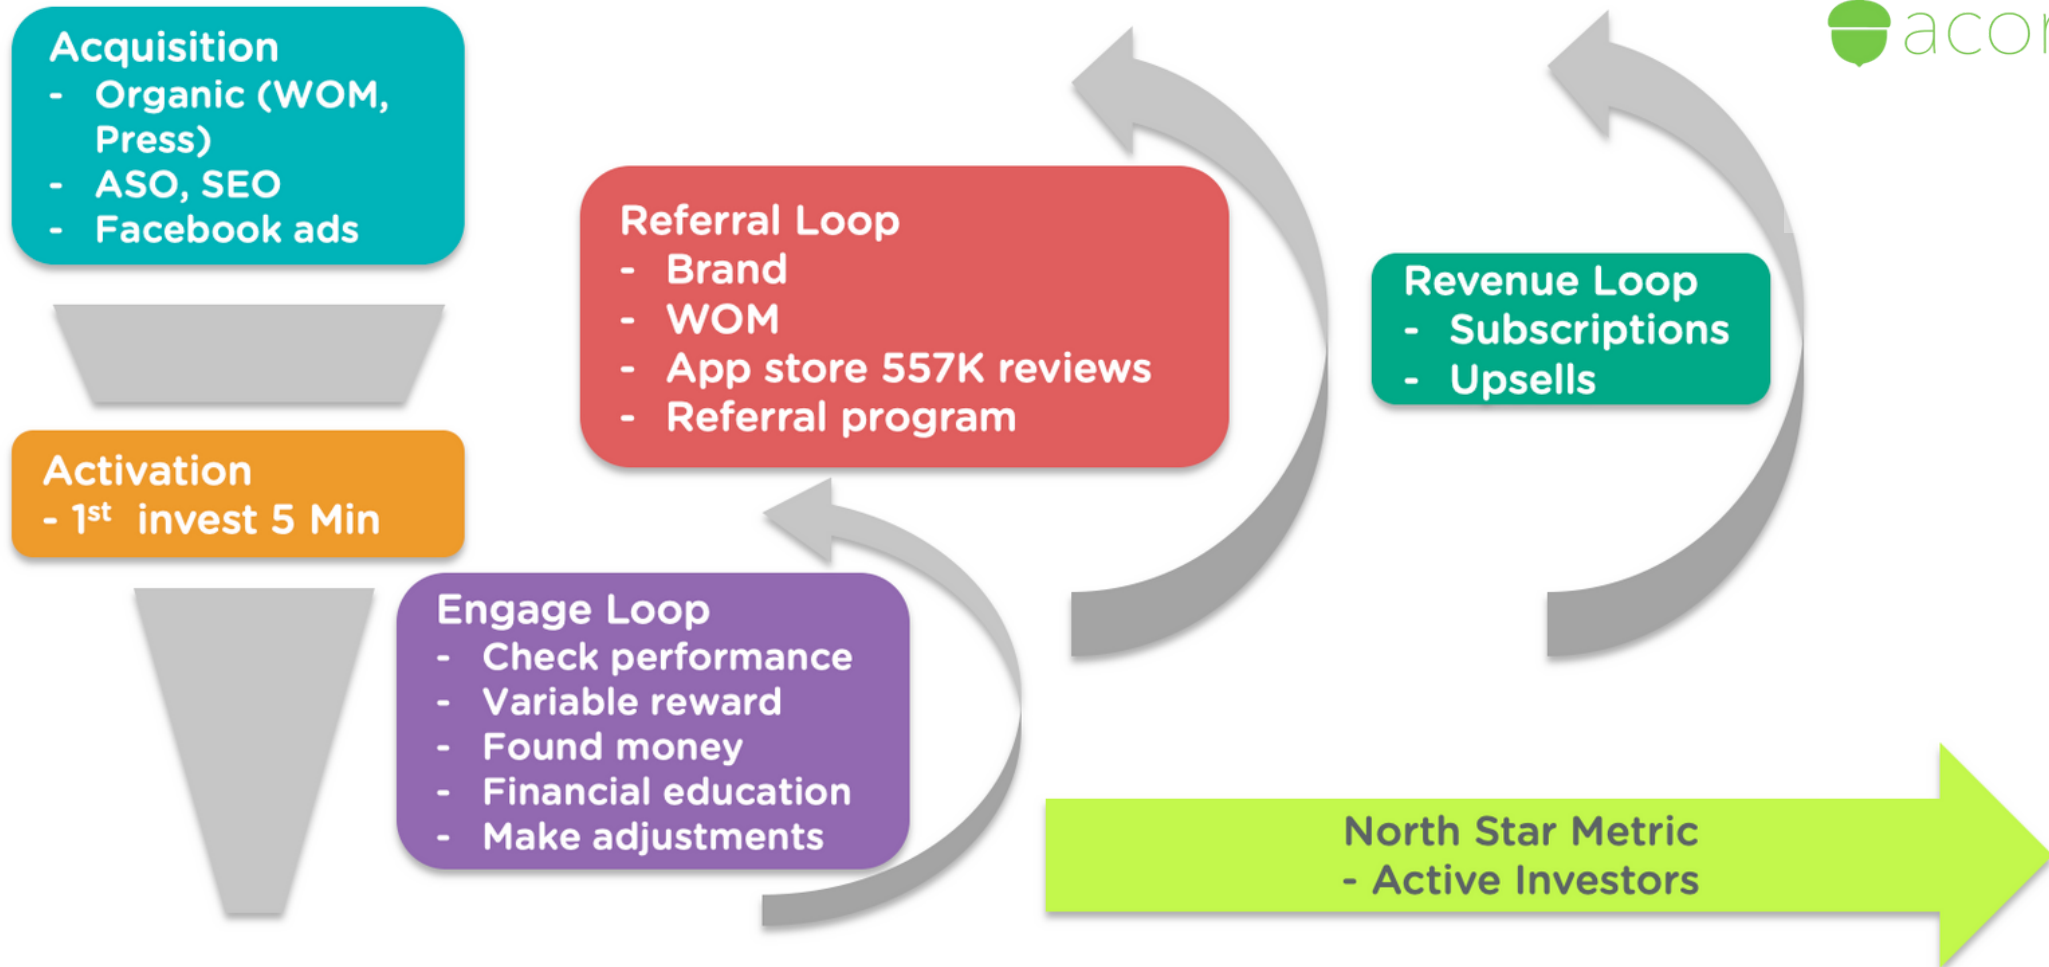 Acquisition
- Organic (WOM,
Press)
- ASO, SEO
- Facebook ads
Activation
- 1st invest 5 Min
Engage Loop
- Check performance
- Variable reward
- Found money
- Financial education
- Make adjustments
Referral Loop
- Brand
- WOM
- App store 557K reviews
- Referral program
Revenue Loop
- Subscriptions
- Upsells
North Star Metric
- Active Investors